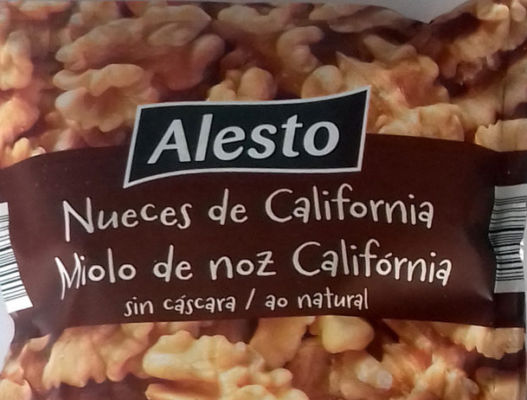 Alesto
Nueces de California
Miolo de noz Califórnia
sin cáscara / ao natural